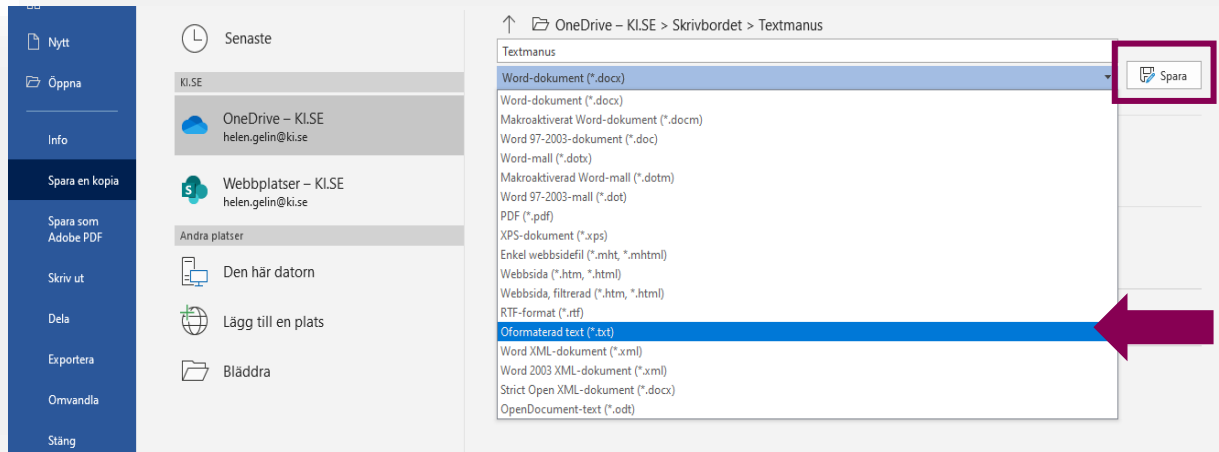 Nytt
Öppna
Info
Spara en kopia
Spara som
Adobe PDF
Skriv ut
Dela
Exportera
Omvandla
Stäng
Senaste
KI.SE
OneDrive – KI.SE
helen.gelin@ki.se
S
Webbplatser – KI.SE
helen.gelin@ki.se
Andra platser
Den här datorn
Lägg till en plats
Bläddra
OneDrive – KI.SE > Skrivbordet > Textmanus
Textmanus
Word-dokument (*.docx)
Spara
Word-dokument (*.docx)
Makroaktiverat Word-dokument (*.docm)
Word 97-2003-dokument (*.doc)
Word-mall (*.dotx)
Makroaktiverad Word-mall (*.dotm)
Word 97-2003-mall (*.dot)
PDF (*.pdf)
XPS-dokument (*.xps)
Enkel webbsidefil (*.mht, *.mhtml)
Webbsida (*.htm, *.html)
Webbsida, filtrerad (*.htm, *.html)
RTF-format (*.rtf)
Oformaterad text (*.txt)
Word XML-dokument (*.xml)
Word 2003 XML-dokument (*.xml)
Strict Open XML-dokument (*.docx)
OpenDocument-text (*.odt)